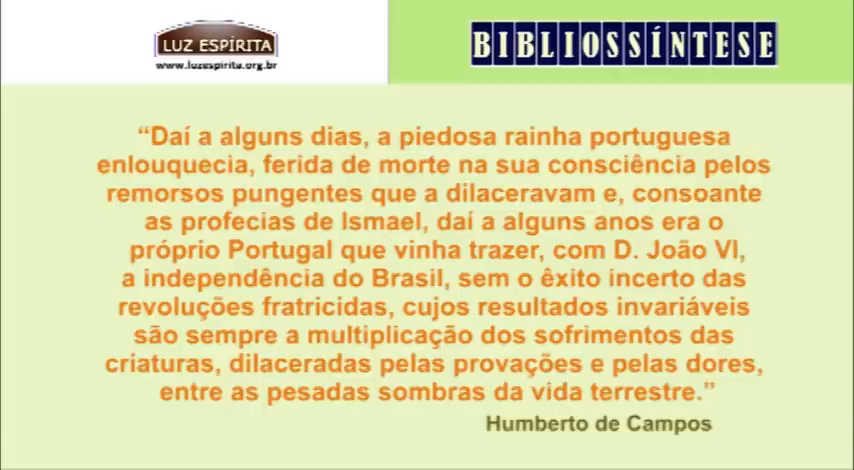 LUZ ESPÍRITA
www.luzespirita.org.br
BIBLIOSSÍNTESE
“Daí a alguns dias, a piedosa rainha portuguesa
enlouquecia, ferida de morte na sua consciência pelos
remorsos pungentes que a dilaceravam e, consoante
as profecias de Ismael, daí a alguns anos era o
próprio Portugal que vinha trazer, com D. João VI,
a independência do Brasil, sem o êxito incerto das
revoluções fratricidas, cujos resultados invariáveis
são sempre a multiplicação dos sofrimentos das
criaturas, dilaceradas pelas provações e pelas dores,
entre as pesadas sombras da vida terrestre.”
Humberto de Campos